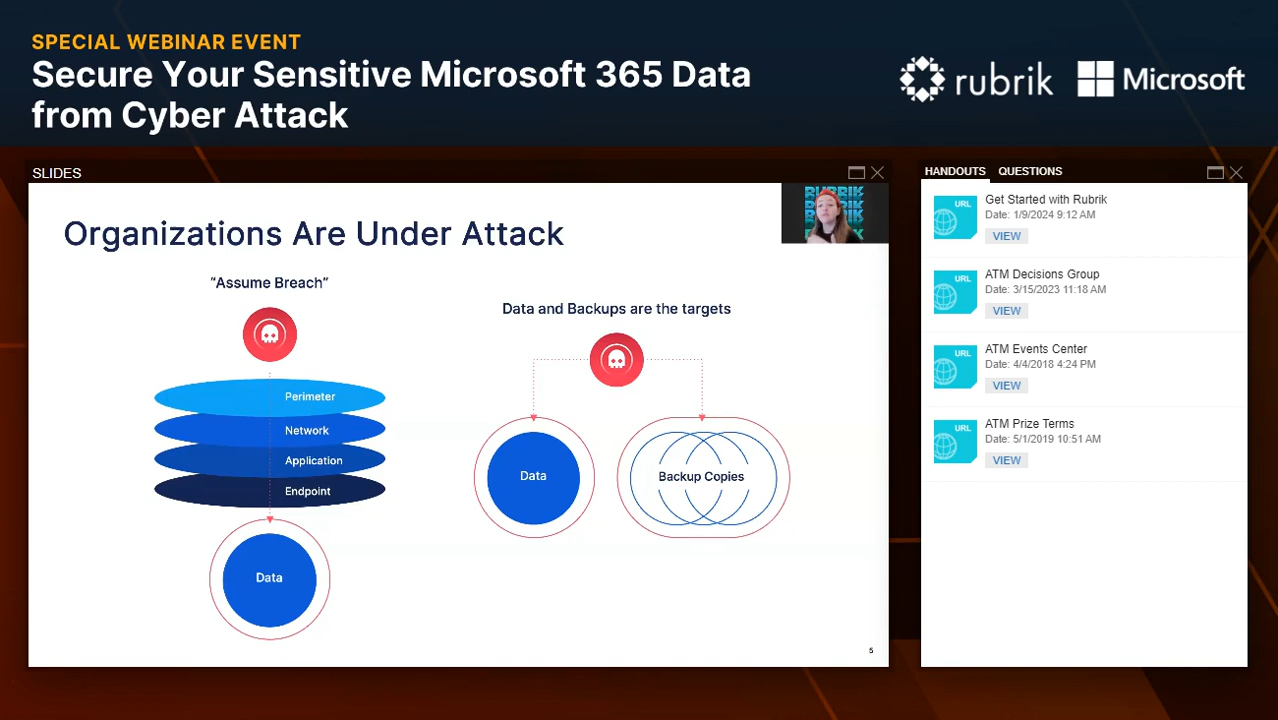 SPECIAL WEBINAR EVENT
Secure Your Sensitive Microsoft 365 Data
from Cyber Attack
rubrik
Microsoft
SLIDES
Organizations Are Under Attack
RUBRIK
RUBRIK
RUBRIK
“Assume Breach”
Perimeter
Network
Application
Endpoint
Data
Data and Backups are the targets
Data
Backup Copies
5
HANDOUTS
QUESTIONS
URL
Get Started with Rubrik
Date: 1/9/2024 9:12 AM
VIEW
URL
ATM Decisions Group
Date: 3/15/2023 11:18 AM
VIEW
URL
ATM Events Center
Date: 4/4/2018 4:24 PM
VIEW
URL
ATM Prize Terms
Date: 5/1/2019 10:51 AM
VIEW